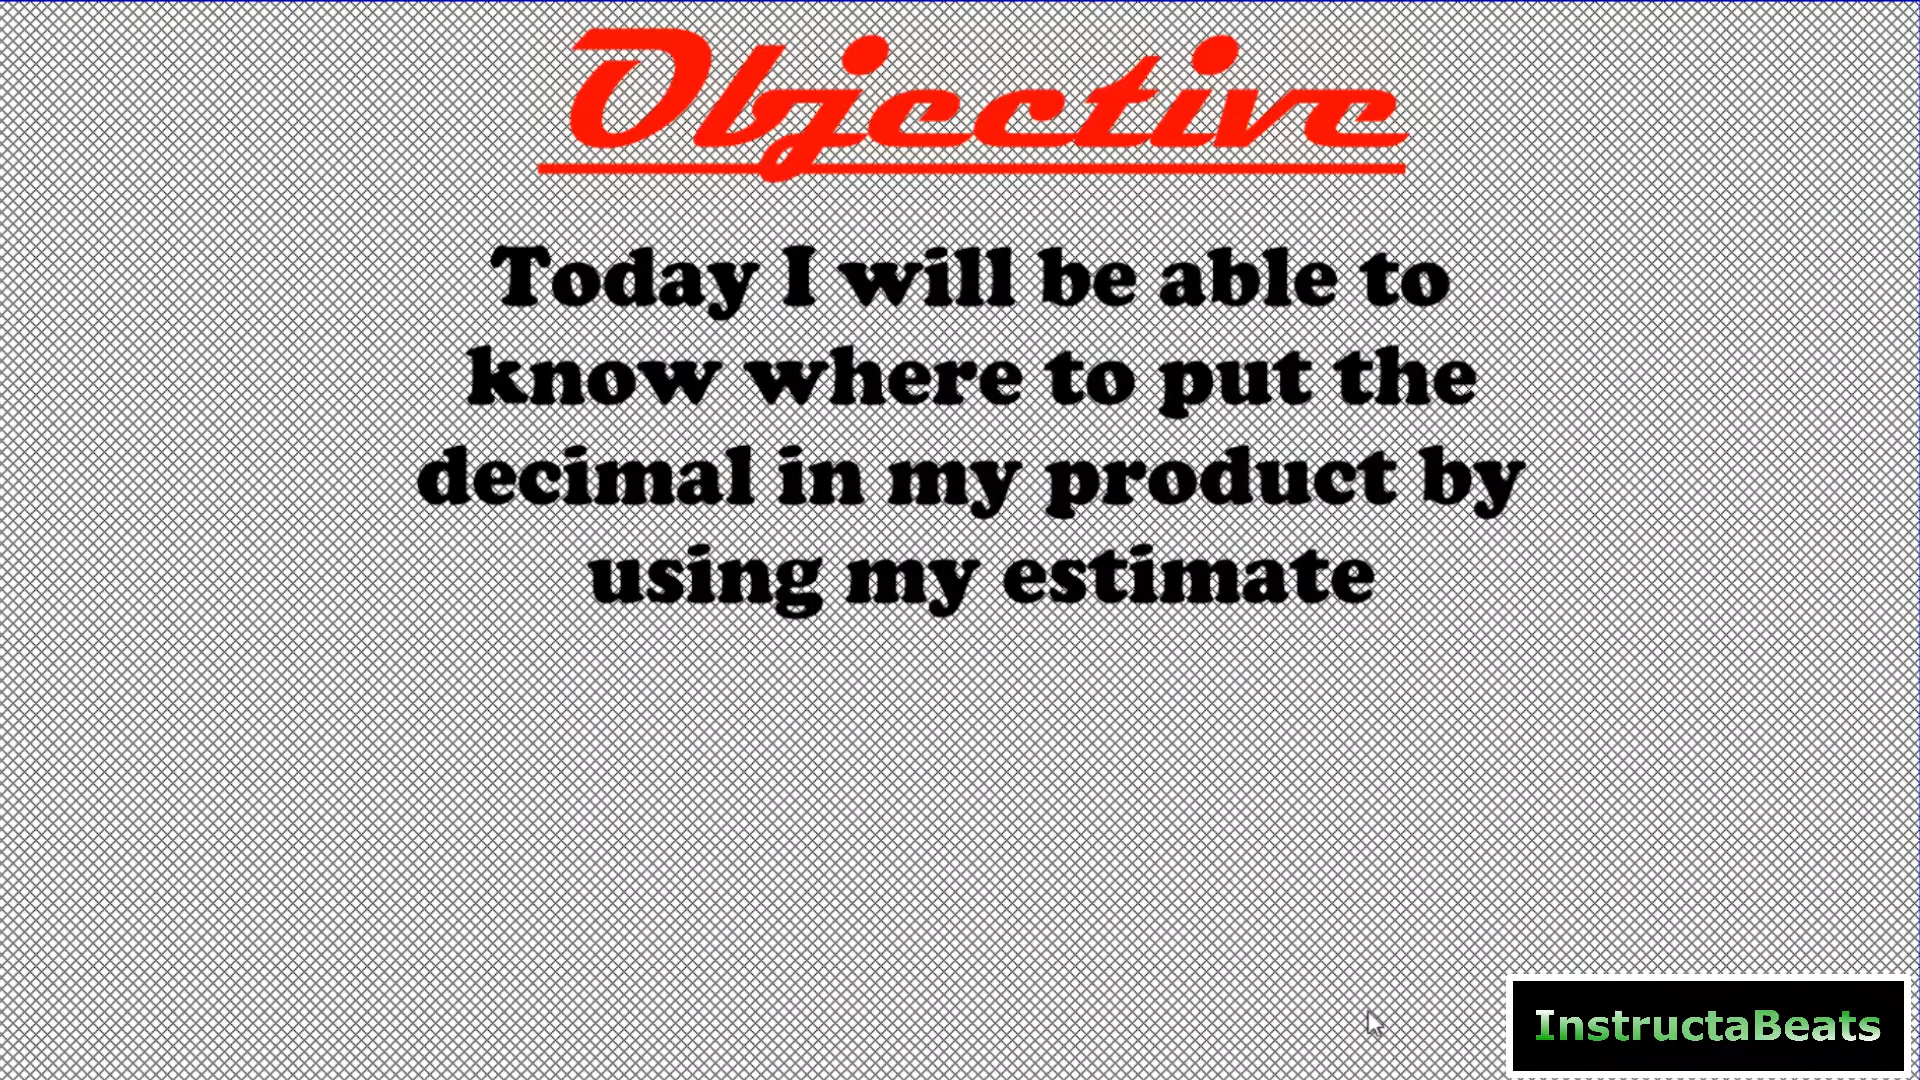 Objective
Today I will be able to
know where to put the
decimal in my product by
using my estimate
InstructaBeats